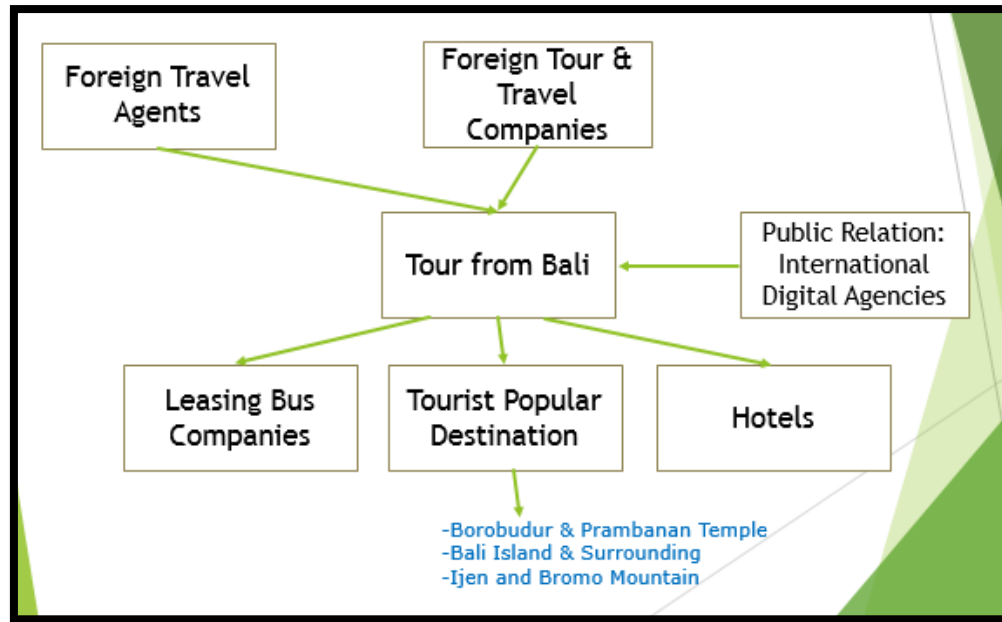 Foreign Travel
Agents
Foreign Tour &
Travel
Companies
Tour from Bali
Public Relation:
International
Digital Agencies
Leasing Bus
Companies
Tourist Popular
Destination
Hotels
-Borobudur & Prambanan Temple
-Bali Island & Surrounding
-Ijen and Bromo Mountain